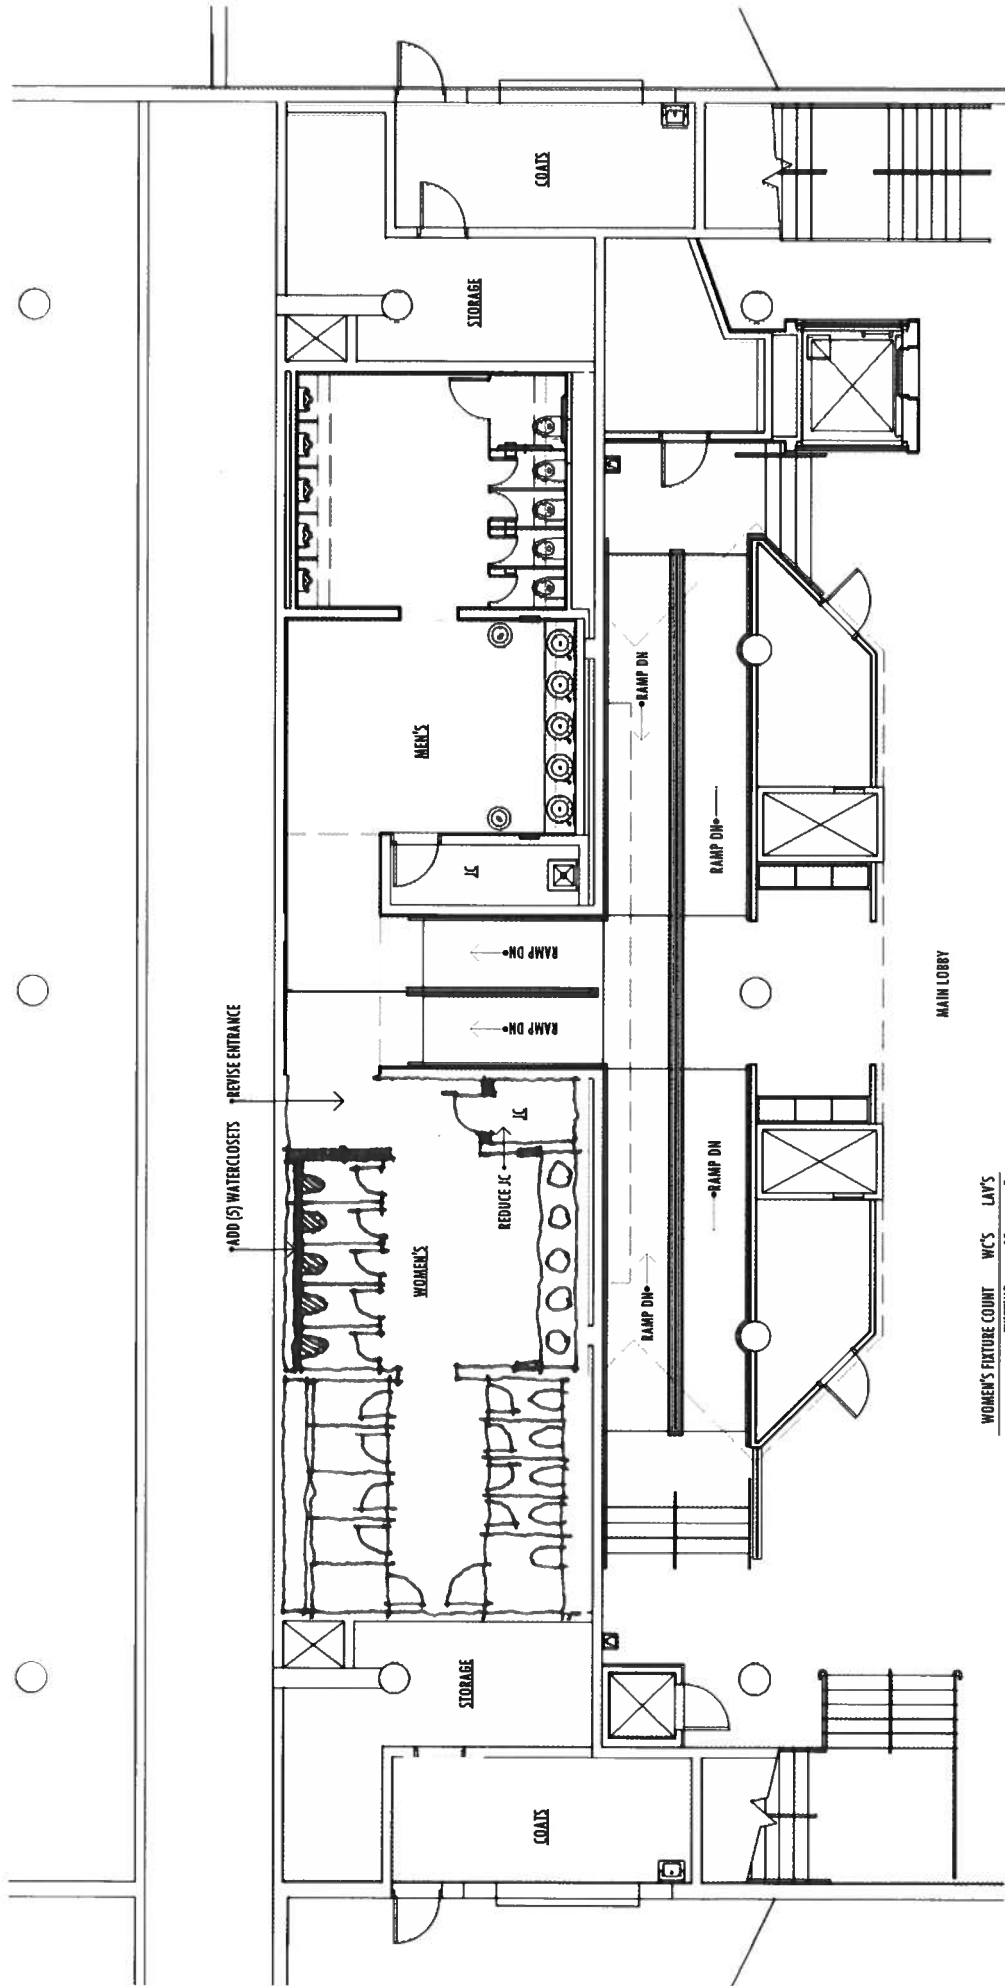 ADD (5) WATERCLOSETS
REVISE ENTRANCE
COATS
STORAGE
WOMEN'S
REDUCE JC
JC
RAMP DN
RAMP DN
JC
MEN'S
STORAGE
COATS
RAMP DN
RAMP DN
RAMP DN
RAMP DN
MAIN LOBBY
WOMEN'S FIXTURE COUNT WC'S LAV'S